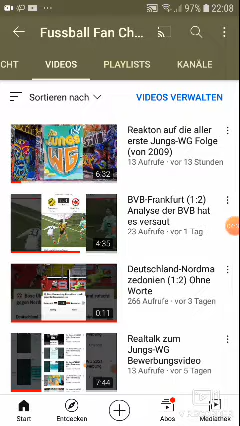 97% 22:08
Fussball Fan Ch...
CHT VIDEOS PLAYLISTS KANÄLE
Sortieren nach VIDEOS VERWALTEN
Jungs
WG
6:32
Reakton auf die aller
erste Jungs-WG Folge
(von 2009)
13 Aufrufe · vor 13 Stunden
4:35
BVB-Frankfurt (1:2)
Analyse der BVB hat
es versaut
23 Aufrufe · vor 1 Tag
0:11
Deutschland-Nordma
zedonien (1:2) Ohne
Worte
266 Aufrufe · vor 3 Tagen
7:44
Realtalk zum
Jungs-WG
Bewerbungsvideo
13 Aufrufe · vor 5 Tagen
Start Entdecken Abos Mediathek